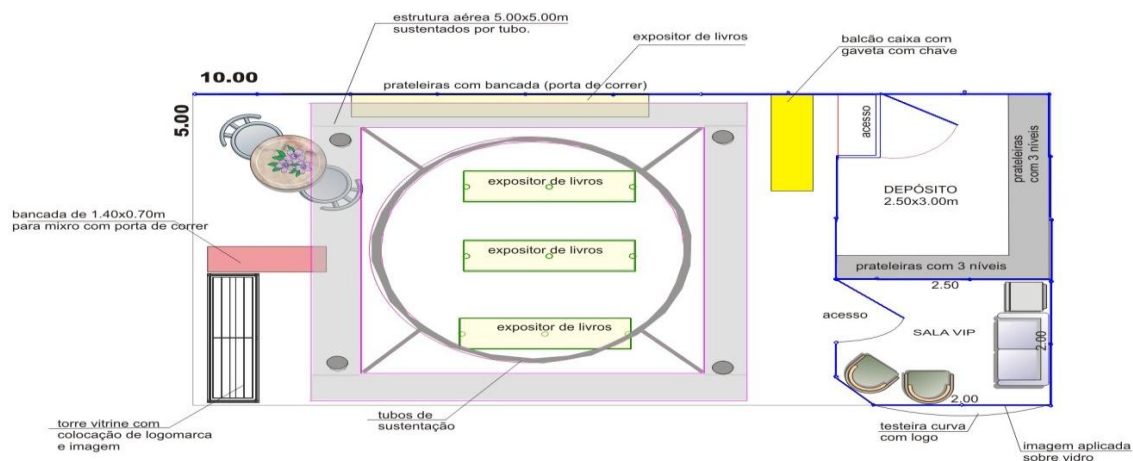 estrutura aérea 5.00x5.00m
sustentados por tubo.
expositor de livros
balcão caixa com
gaveta com chave
10.00
prateleiras com bancada (porta de correr)
5.00
acesso
prateleiras
com 3 níveis
expositor de livros
DEPÓSITO
2.50x3.00m
bancada de 1.40x0.70m
para mixro com porta de correr
expositor de livros
prateleiras com 3 níveis
2.50
acesso
SALA VIP
expositor de livros
2.00
2.00
torre vitrine com
colocação de logomarca
e imagem
tubos de
sustentação
testeira curva
com logo
imagem aplicada
sobre vidro